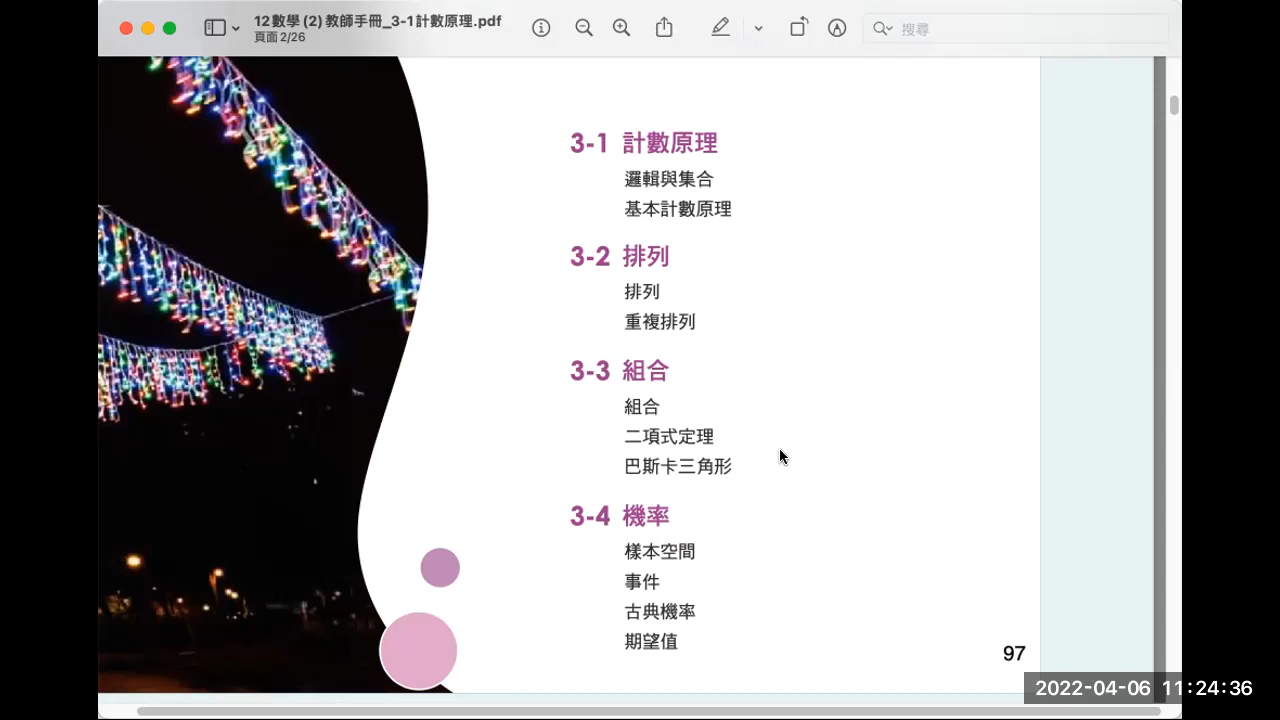 12數學 (2) 教師手冊_3-1計數原理.pdf
頁面 2/26
搜尋
3-1 計數原理
邏輯與集合
基本計數原理
3-2 排列
排列
重複排列
3-3 組合
組合
二項式定理
巴斯卡三角形
3-4 機率
樣本空間
事件
古典機率
期望值
97
2022-04-06 11:24:36